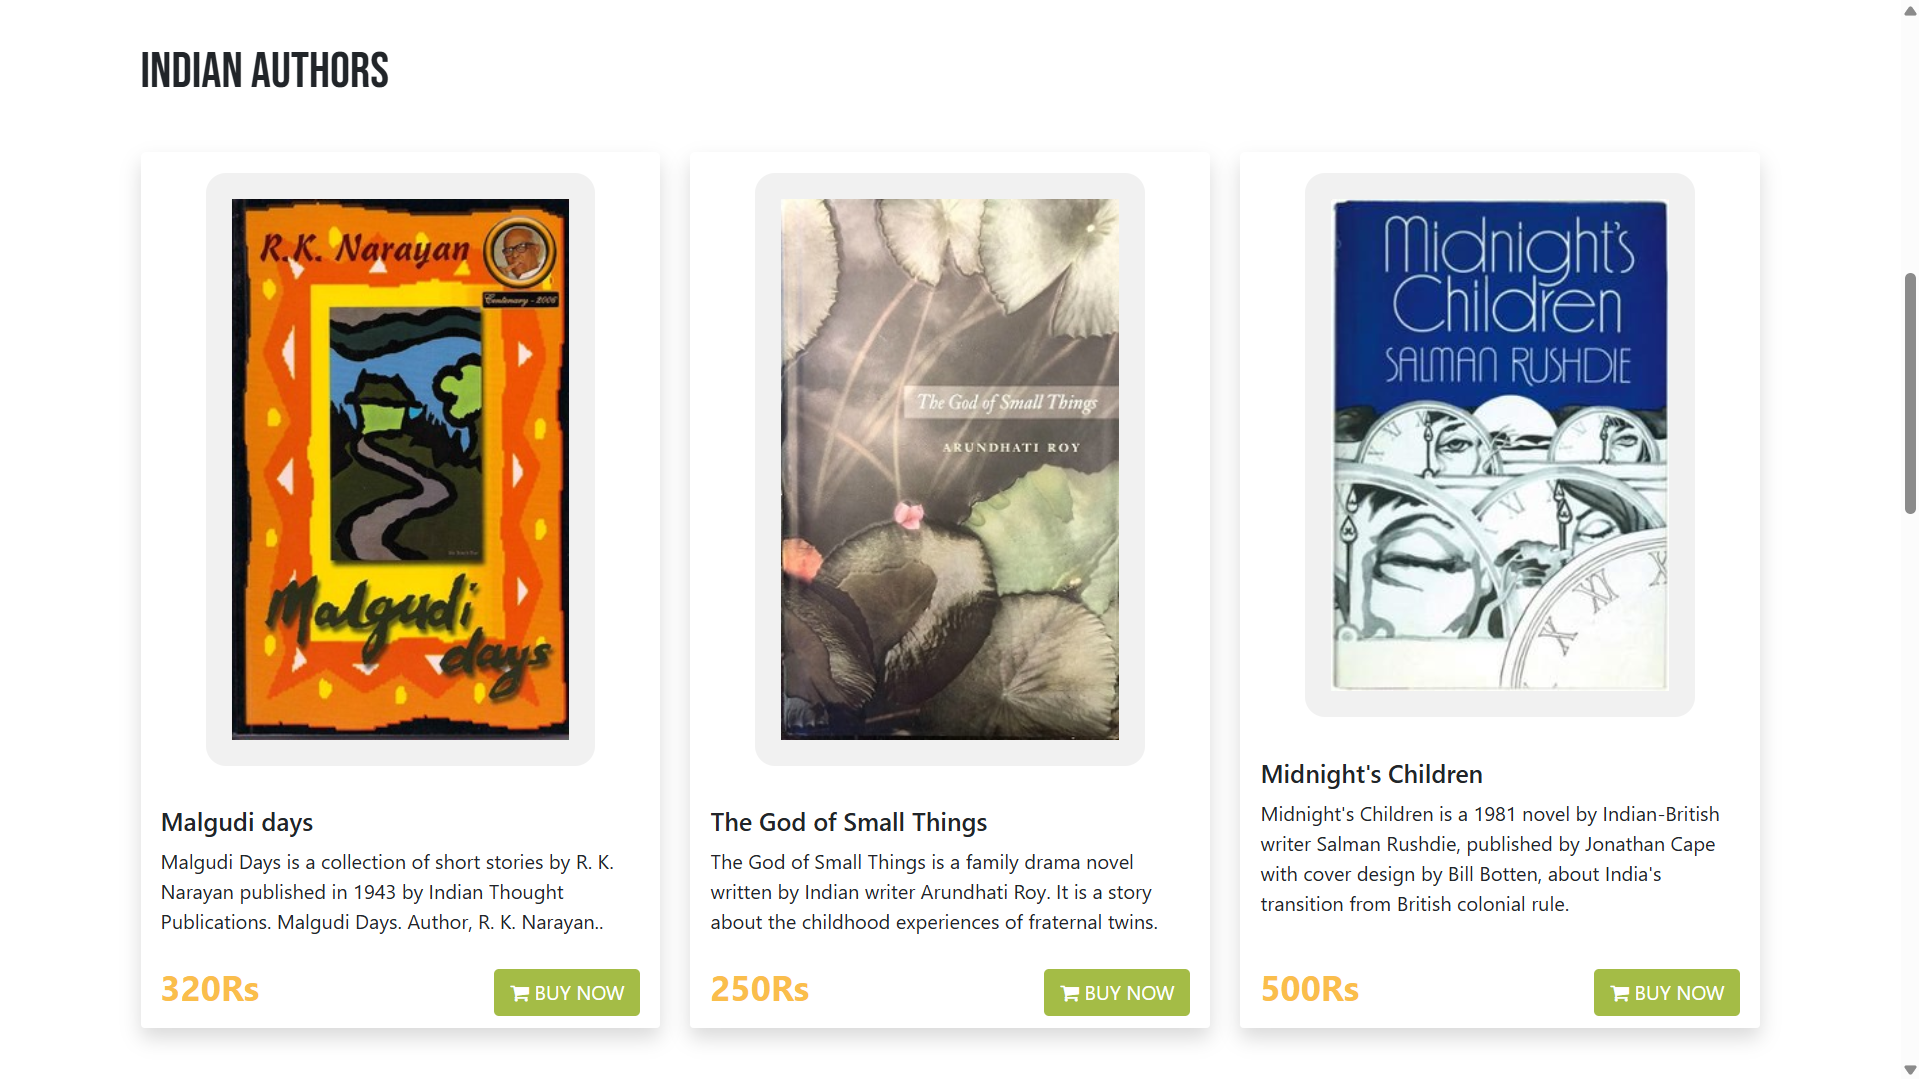 INDIAN AUTHORS
R.K. Narayan
Centenary - 2006
Malgudi
days
Malgudi days
Malgudi Days is a collection of short stories by R. K.
Narayan published in 1943 by Indian Thought
Publications. Malgudi Days. Author, R. K. Narayan..
320Rs
BUY NOW
The God of Small Things
ARUNDHATI ROY
The God of Small Things
The God of Small Things is a family drama novel
written by Indian writer Arundhati Roy. It is a story
about the childhood experiences of fraternal twins.
250Rs
BUY NOW
Midnight's
Children
SALMAN RUSHDIE
Midnight's Children
Midnight's Children is a 1981 novel by Indian-British
writer Salman Rushdie, published by Jonathan Cape
with cover design by Bill Botten, about India's
transition from British colonial rule.
500Rs
BUY NOW